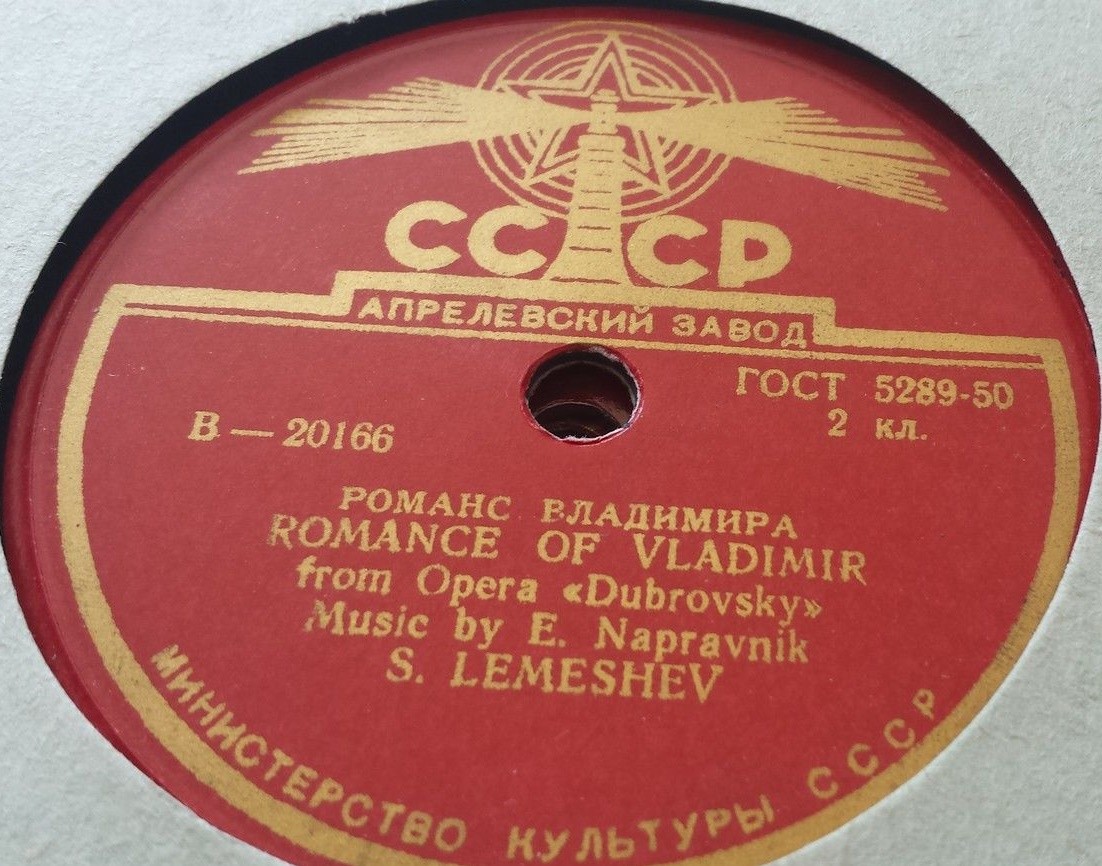 СССР
АПРЕЛЕВСКИЙ ЗАВОД
ГОСТ 5289-50
2 кл.
В — 20166
РОМАНС ВЛАДИМИРА
ROMANCE OF VLADIMIR
from Opera «Dubrovsky»
Music by E. Napravnik
S. LEMESHEV
МИНИСТЕРСТВО КУЛЬТУРЫ СССР